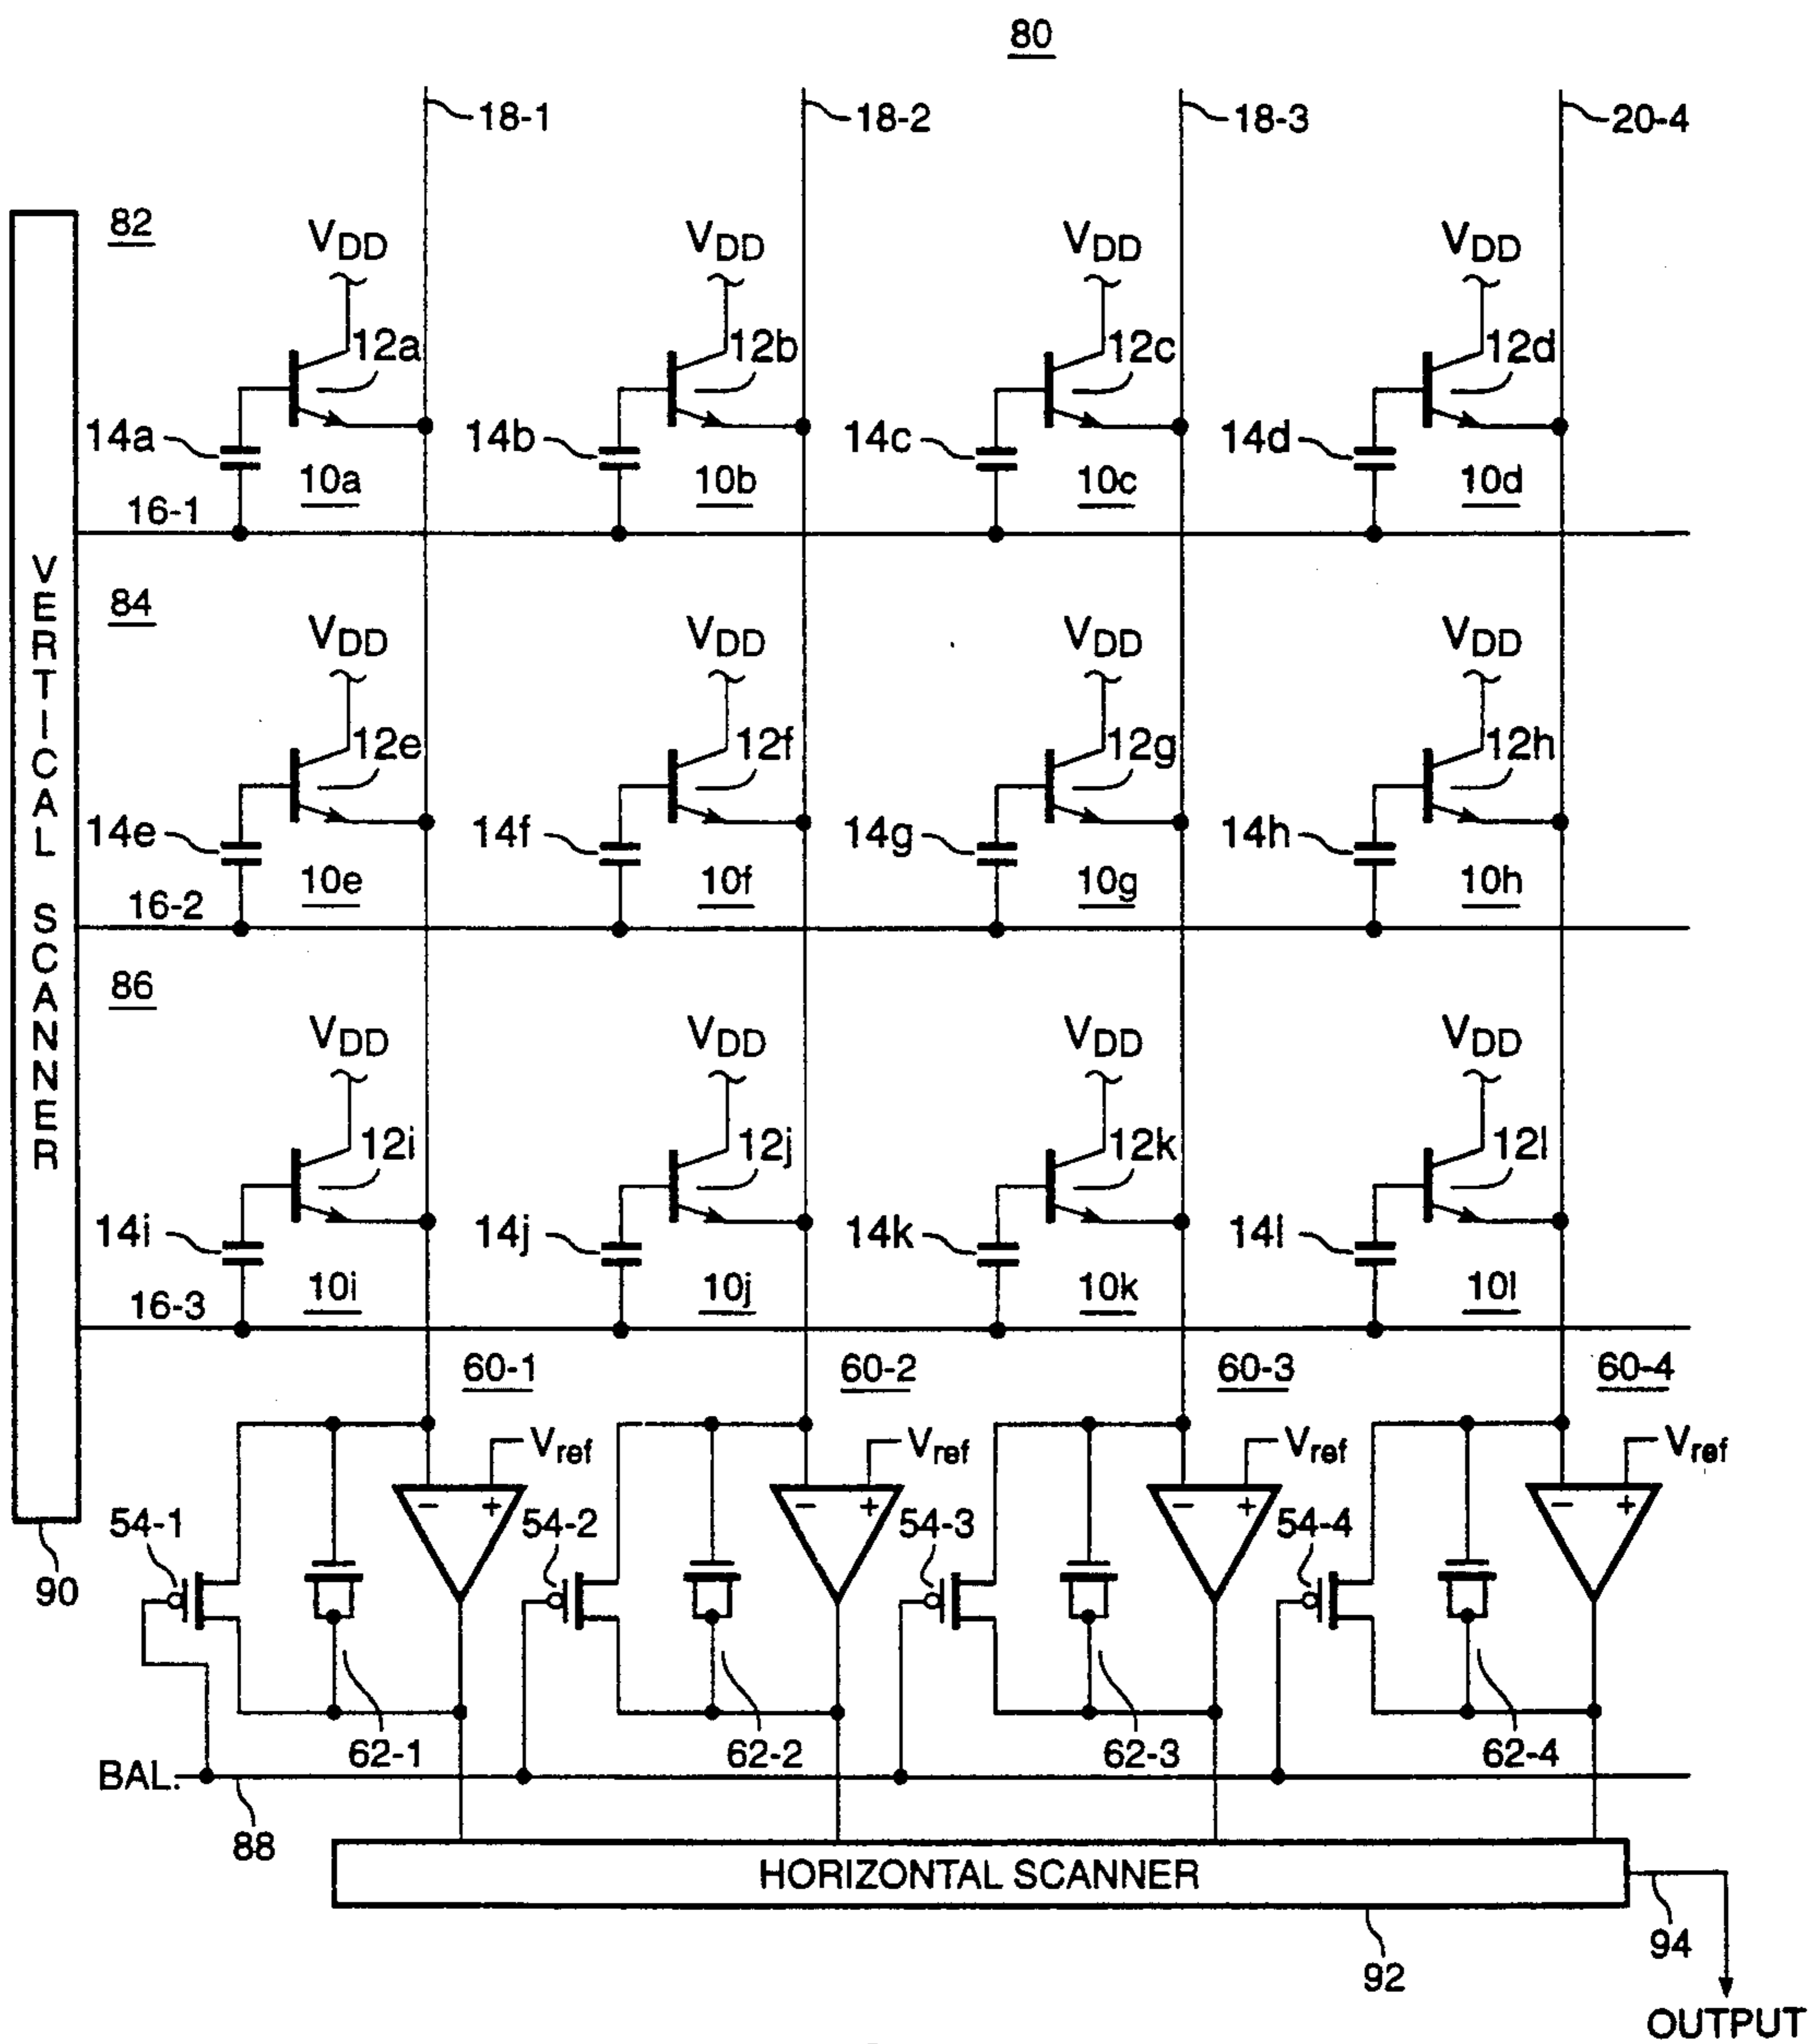 80
18-1 18-2 18-3 20-4
82
VDD VDD VDD VDD
12a 12b 12c 12d
14a 14b 14c 14d
10a 10b 10c 10d
16-1
84
VDD VDD VDD VDD
12e 12f 12g 12h
14e 14f 14g 14h
10e 10f 10g 10h
16-2
86
VDD VDD VDD VDD
12i 12j 12k 12l
14i 14j 14k 14l
10i 10j 10k 10l
16-3
VERTICAL SCANNER
60-1 60-2 60-3 60-4
Vref Vref Vref Vref
- + - + - + - +
54-1 54-2 54-3 54-4
90
62-1 62-2 62-3 62-4
BAL.
88
HORIZONTAL SCANNER
94
92
OUTPUT